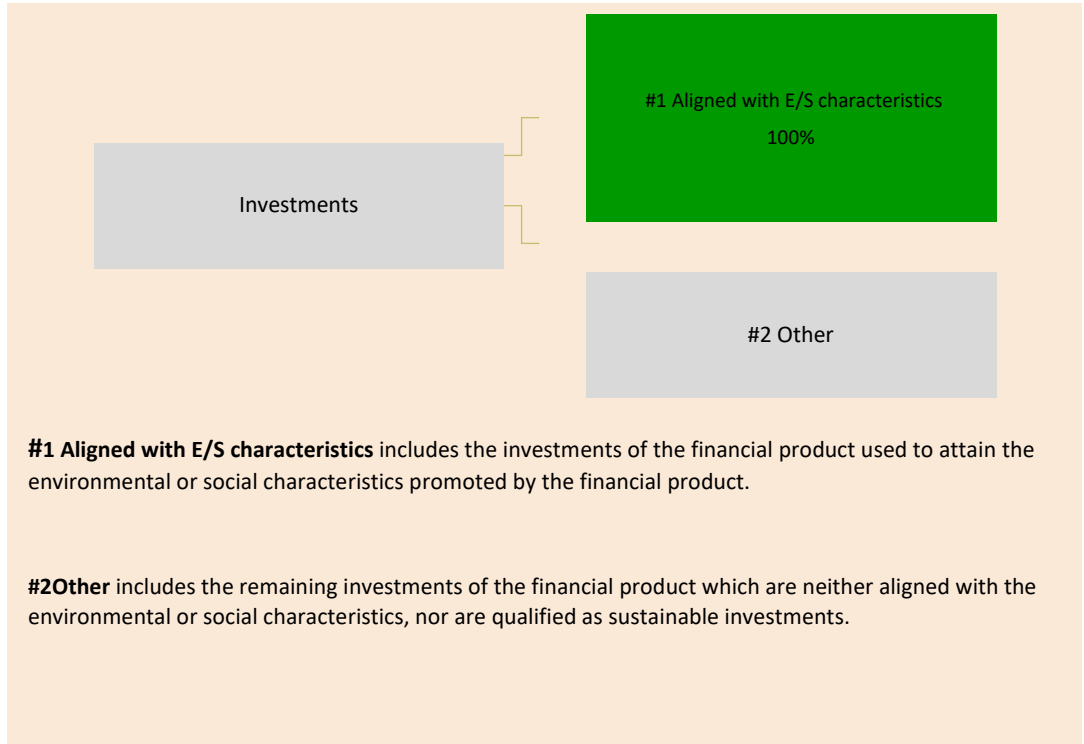 #1 Aligned with E/S characteristics
100%
Investments
#2 Other
#1 Aligned with E/S characteristics includes the investments of the financial product used to attain the
environmental or social characteristics promoted by the financial product.
#2Other includes the remaining investments of the financial product which are neither aligned with the
environmental or social characteristics, nor are qualified as sustainable investments.